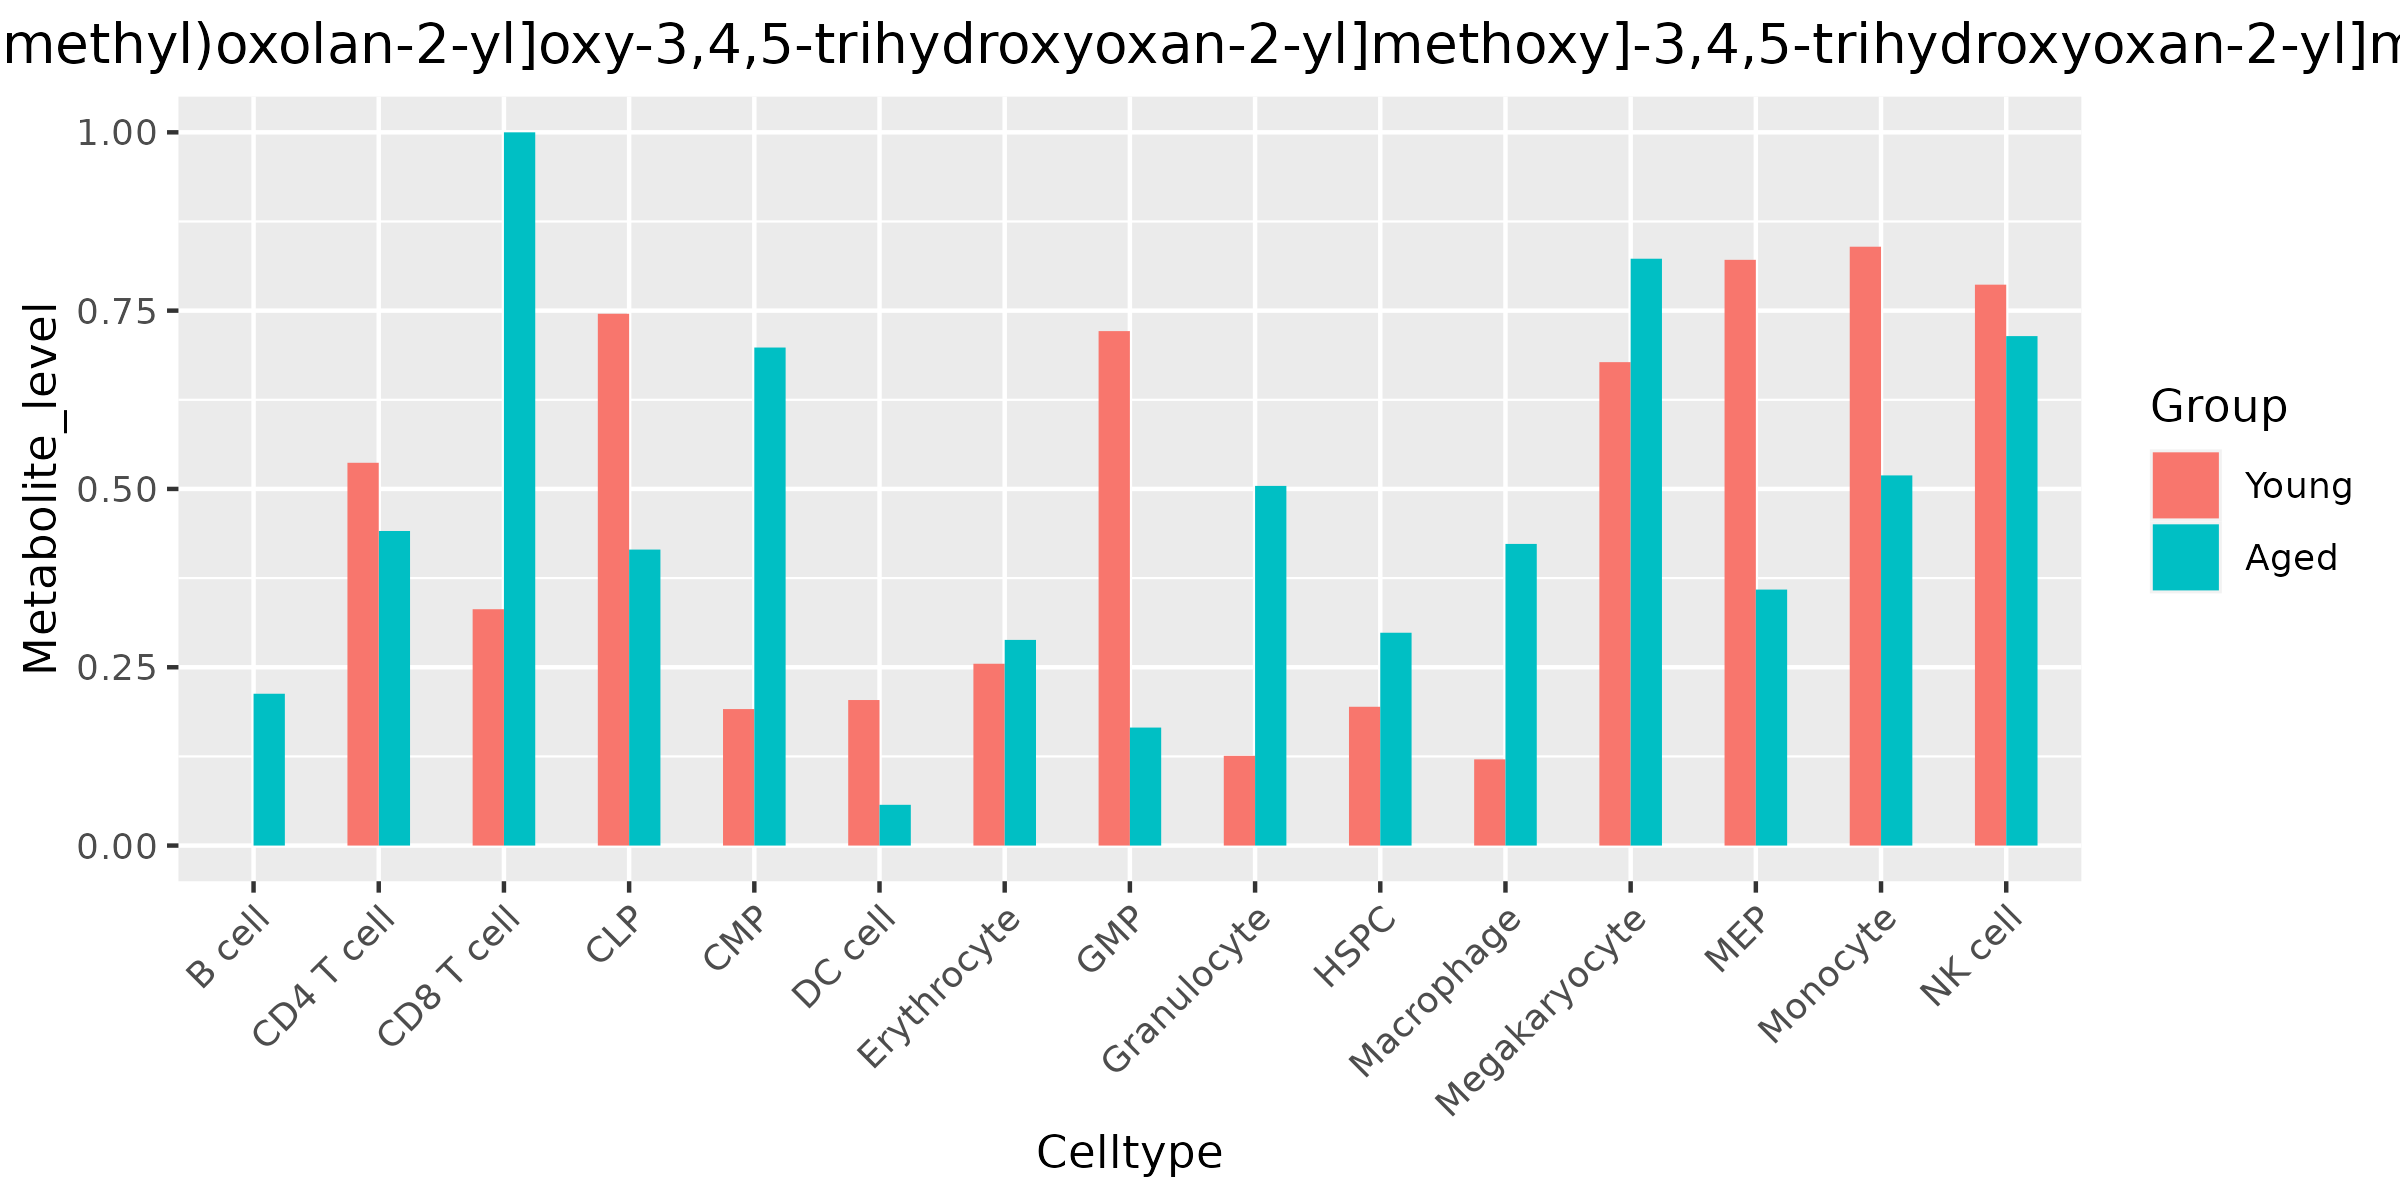 methyl)oxolan-2-yl]oxy-3,4,5-trihydroxyoxan-2-yl]methoxy]-3,4,5-trihydroxyoxan-2-yl]m
Metabolite_level
1.00
0.75
0.50
0.25
0.00
B cell
CD4 T cell
CD8 T cell
CLP
CMP
DC cell
Erythrocyte
GMP
Granulocyte
HSPC
Macrophage
Megakaryocyte
MEP
Monocyte
NK cell
Celltype
Group
Young
Aged